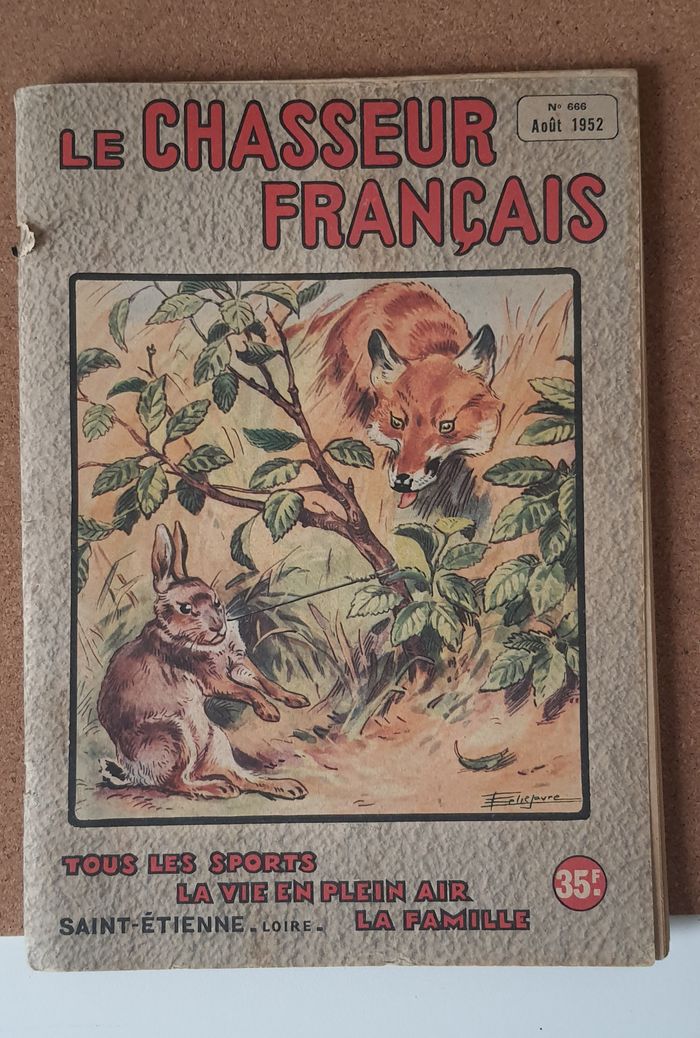 N° 666
Août 1952
LE CHASSEUR
FRANÇAIS
TOUS LES SPORTS
LA VIE EN PLEIN AIR
35F.
SAINT-ÉTIENNE - LOIRE - LA FAMILLE